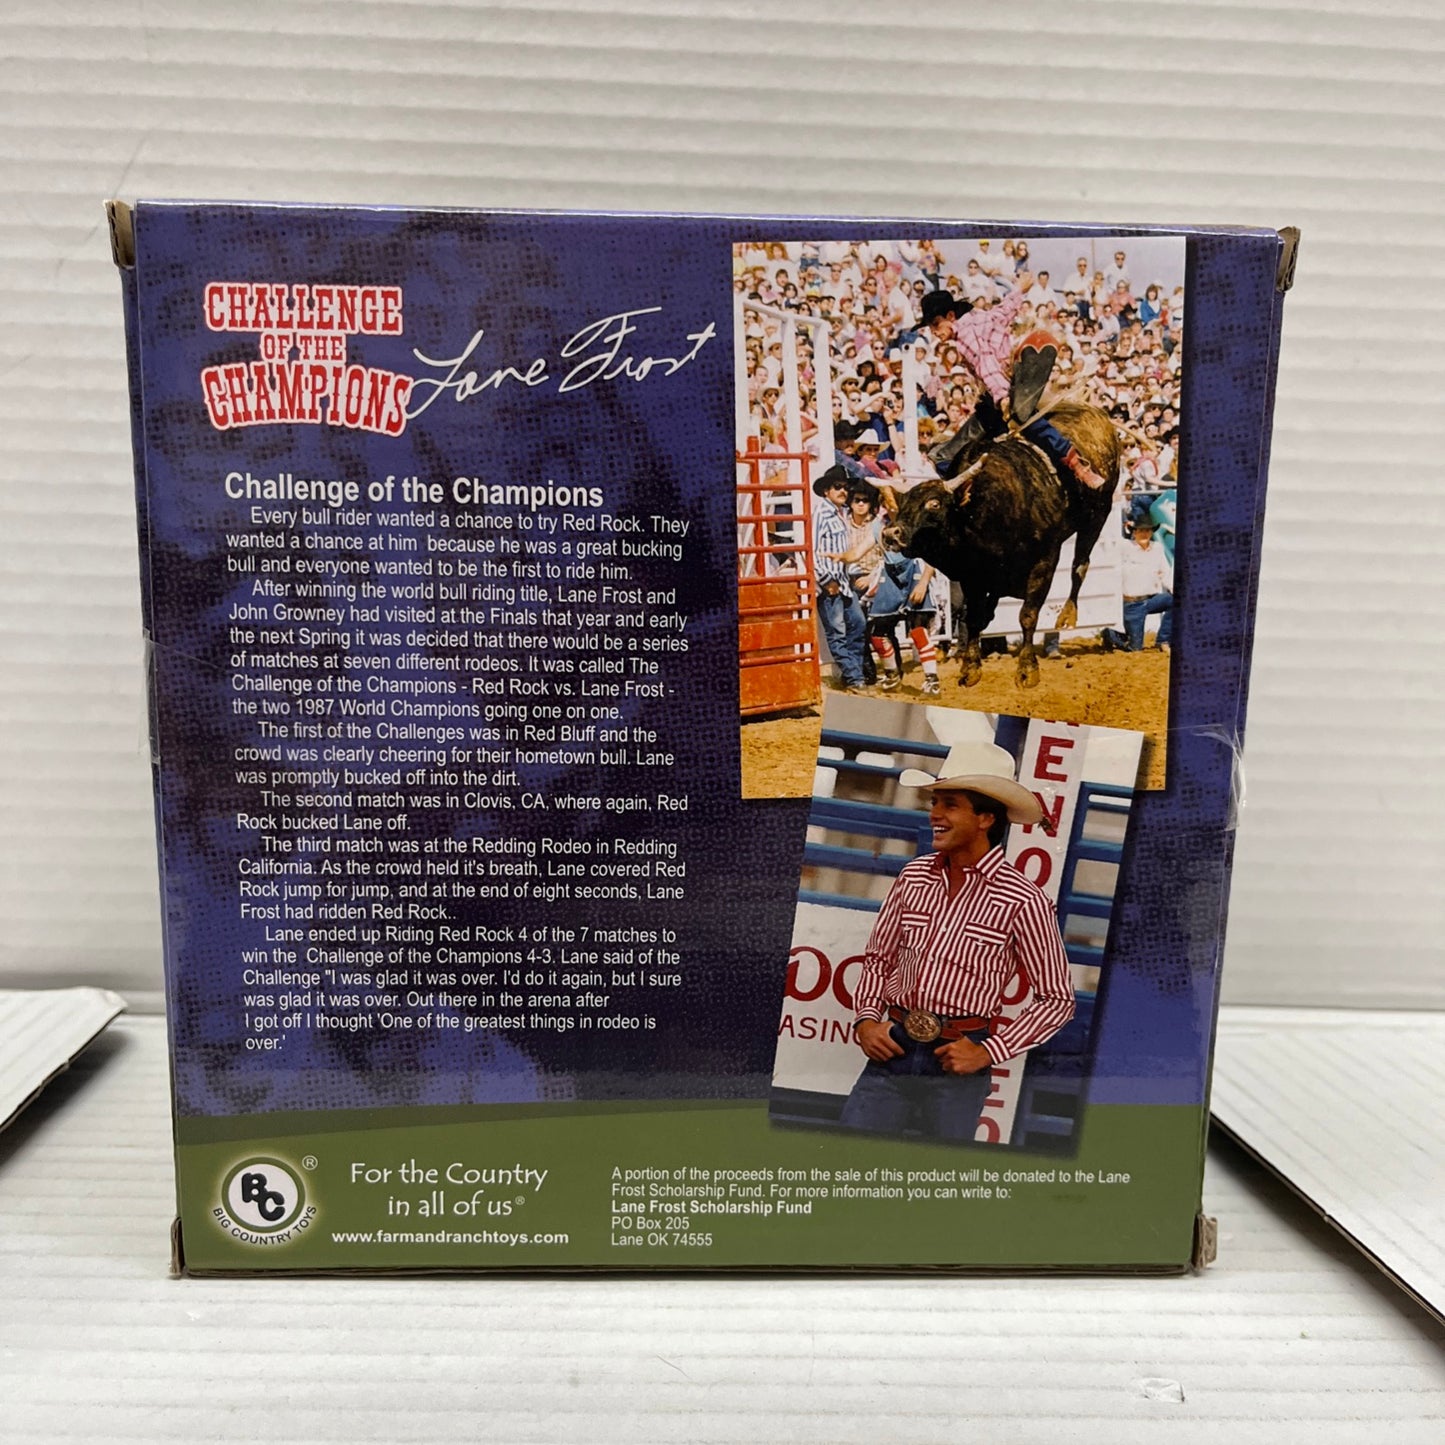 CHALLENGE
OF THE
CHAMPIONS
Lane Frost
Challenge of the Champions
Every bull rider wanted a chance to try Red Rock. They
wanted a chance at him because he was a great bucking
bull and everyone wanted to be the first to ride him.
After winning the world bull riding title, Lane Frost and
John Growney had visited at the Finals that year and early
the next Spring it was decided that there would be a series
of matches at seven different rodeos. It was called The
Challenge of the Champions - Red Rock vs. Lane Frost -
the two 1987 World Champions going one on one.
The first of the Challenges was in Red Bluff and the
crowd was clearly cheering for their hometown bull. Lane
was promptly bucked off into the dirt.
The second match was in Clovis, CA, where again, Red
Rock bucked Lane off.
The third match was at the Redding Rodeo in Redding
California. As the crowd held it's breath, Lane covered Red
Rock jump for jump, and at the end of eight seconds, Lane
Frost had ridden Red Rock..
Lane ended up Riding Red Rock 4 of the 7 matches to
win the Challenge of the Champions 4-3. Lane said of the
Challenge "I was glad it was over. I'd do it again, but I sure
was glad it was over. Out there in the arena after
I got off I thought 'One of the greatest things in rodeo is
over.'
ENO
ASINO
BC
BIG COUNTRY TOYS
®
For the Country
in all of us®
www.farmandranchtoys.com
A portion of the proceeds from the sale of this product will be donated to the Lane
Frost Scholarship Fund. For more information you can write to:
Lane Frost Scholarship Fund
PO Box 205
Lane OK 74555